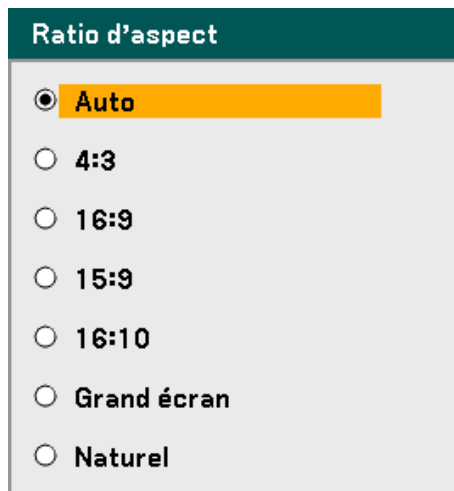 Ratio d'aspect
Auto
4:3
16:9
15:9
16:10
Grand écran
Naturel